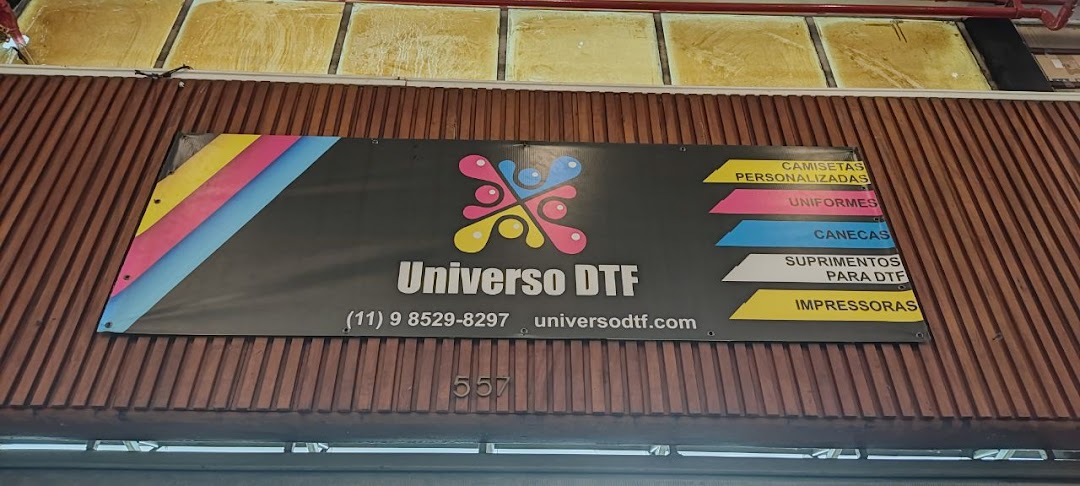 CAMISETAS
PERSONALIZADAS
UNIFORMES
CANECAS
SUPRIMENTOS
PARA DTF
IMPRESSORAS
Universo DTF
(11) 9 8529-8297 universodtf.com
557